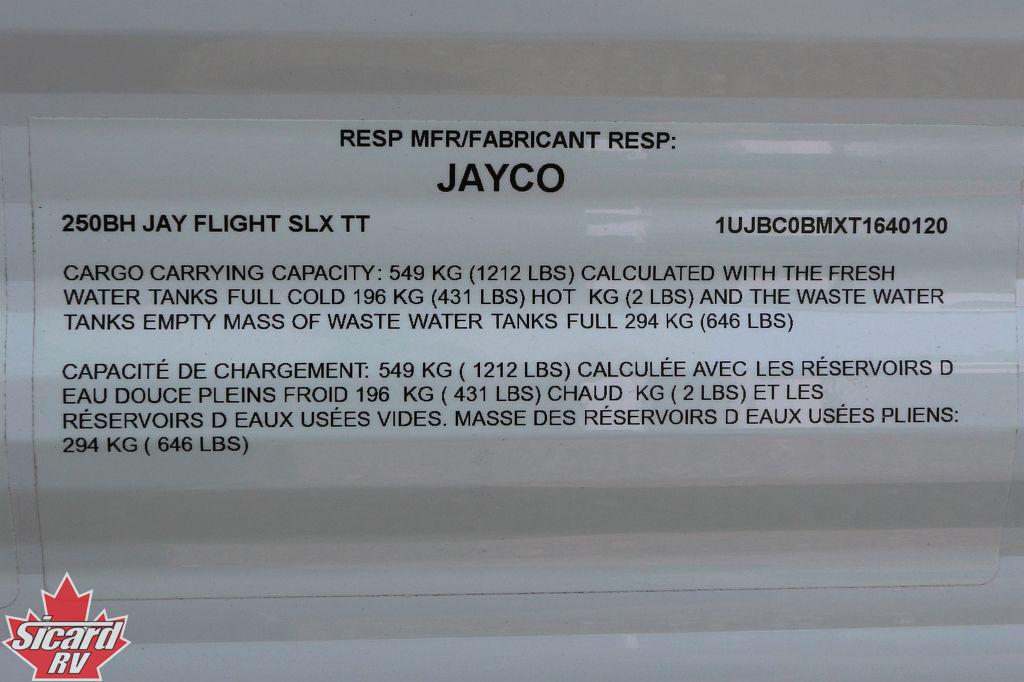 RESP MFR/FABRICANT RESP:
JAYCO
250BH JAY FLIGHT SLX TT 1UJBC0BMXT1640120
CARGO CARRYING CAPACITY: 549 KG (1212 LBS) CALCULATED WITH THE FRESH
WATER TANKS FULL COLD 196 KG (431 LBS) HOT KG (2 LBS) AND THE WASTE WATER
TANKS EMPTY MASS OF WASTE WATER TANKS FULL 294 KG (646 LBS)
CAPACITÉ DE CHARGEMENT: 549 KG ( 1212 LBS) CALCULÉE AVEC LES RÉSERVOIRS D
EAU DOUCE PLEINS FROID 196 KG ( 431 LBS) CHAUD KG ( 2 LBS) ET LES
RÉSERVOIRS D EAUX USÉES VIDES. MASSE DES RÉSERVOIRS D EAUX USÉES PLIENS:
294 KG ( 646 LBS)
Sicard
RV